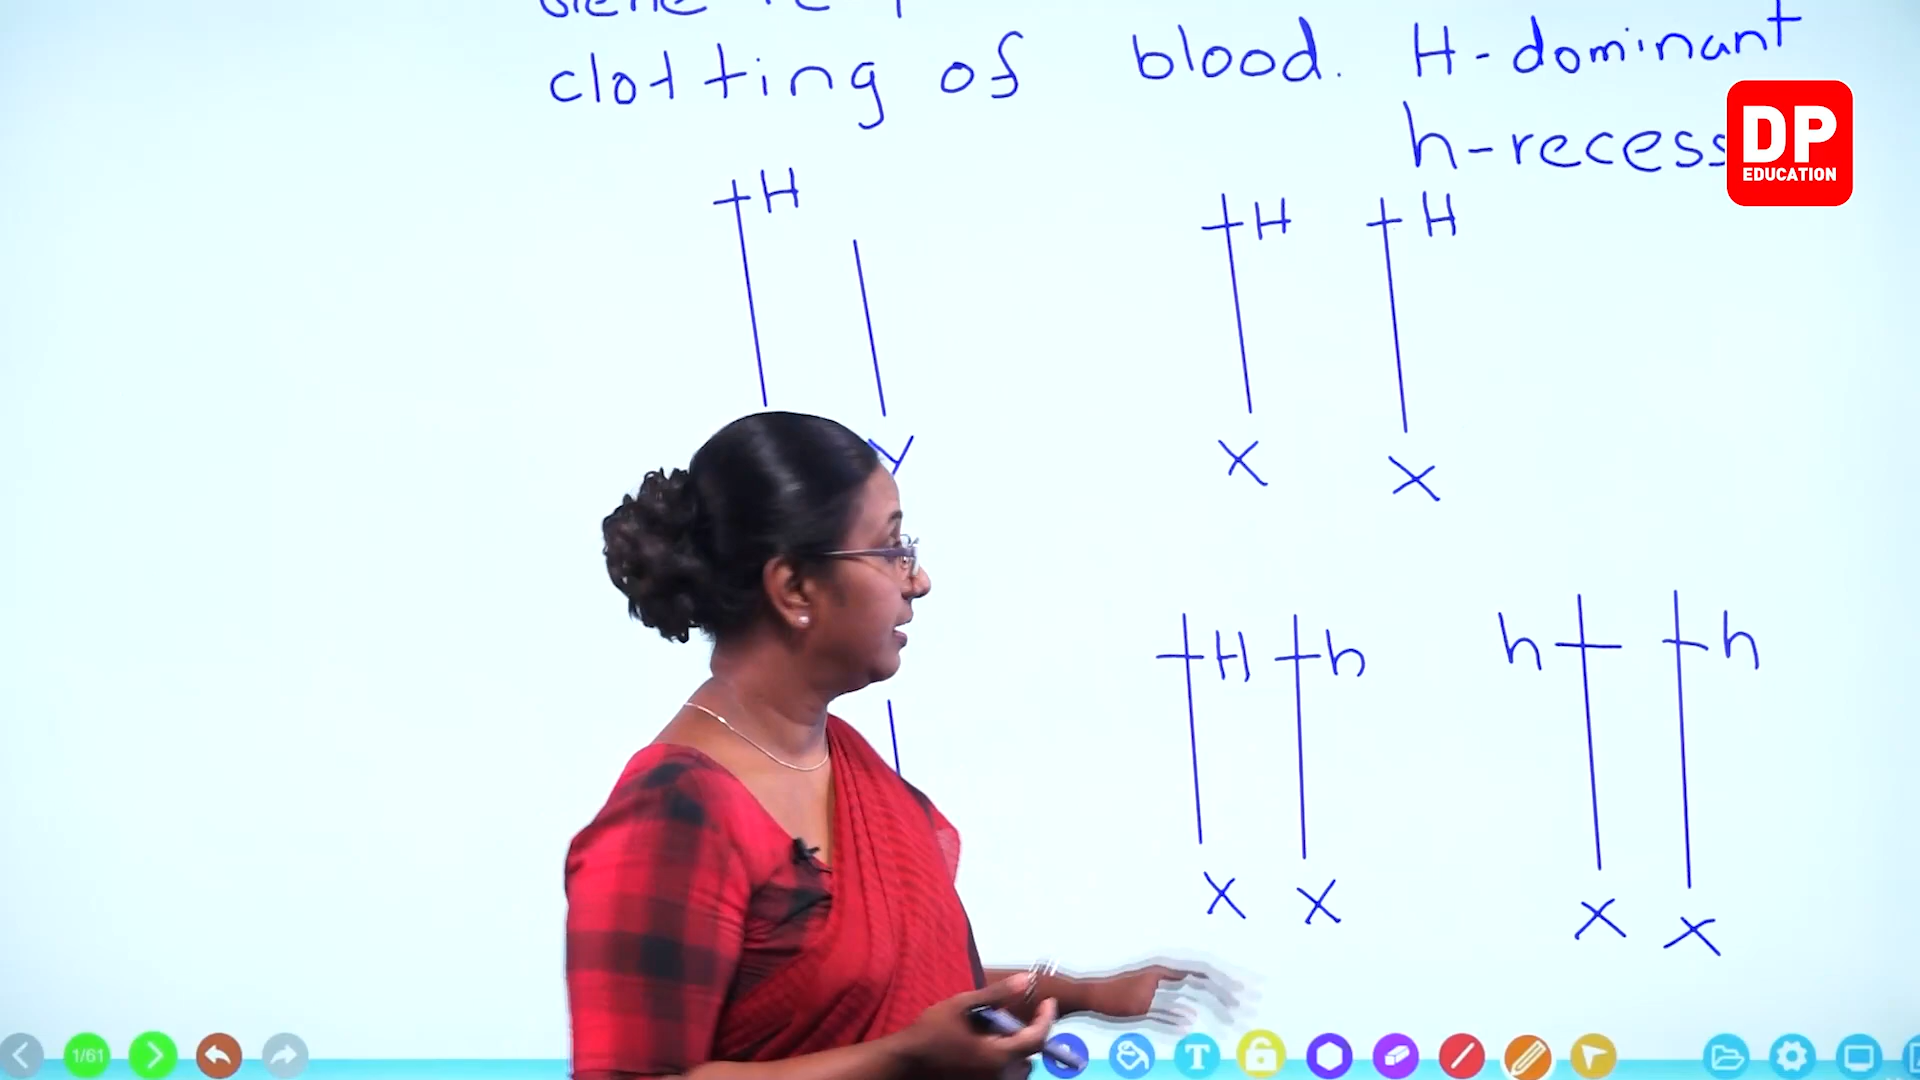 clotting of blood. H-dominant
h-recess
DP
EDUCATION
H
H H
Y
X X
H h h h
X X X X
1/61
T